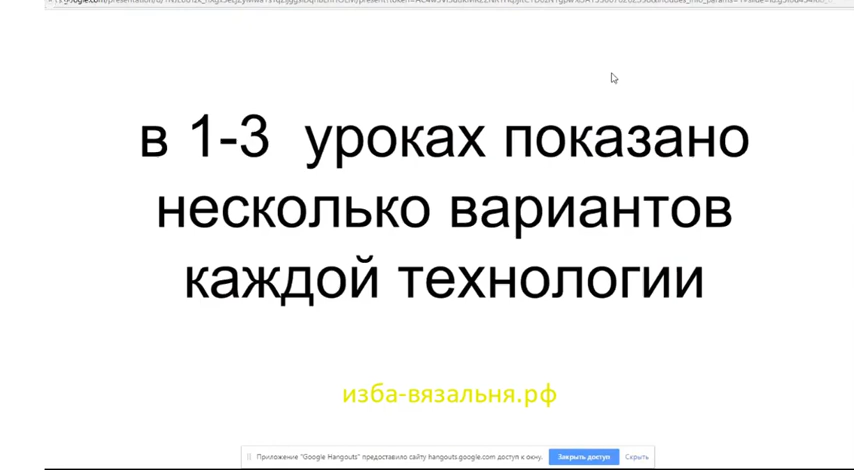 в 1-3 уроках показано
несколько вариантов
каждой технологии
изба-вязальня.рф
Приложение "Google Hangouts" предоставило сайту hangouts.google.com доступ к окну. Закрыть доступ Скрыть